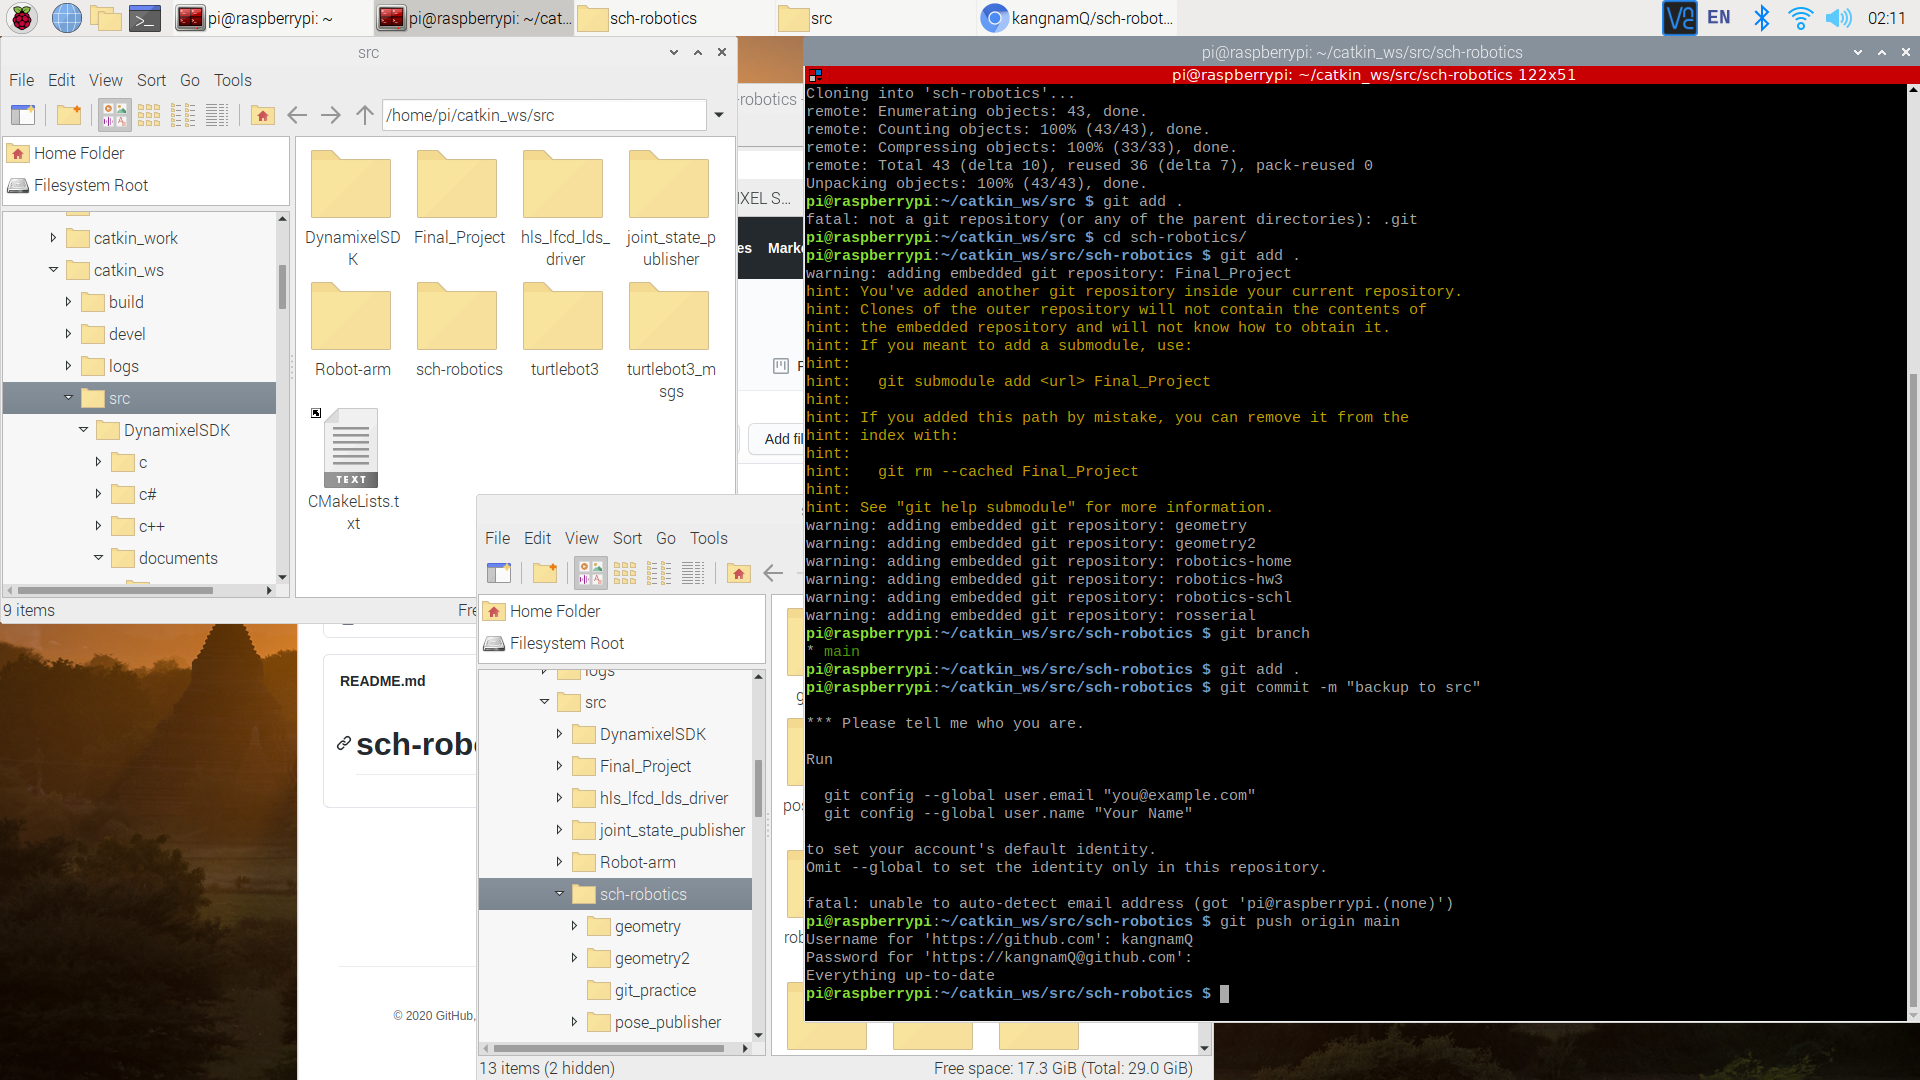 pi@raspberrypi: ~
pi@raspberrypi: ~/cat...
sch-robotics
src
kangnamQ/sch-robot...
EN
02:11
src
File Edit View Sort Go Tools
/home/pi/catkin_ws/src
Home Folder
Filesystem Root
catkin_work
catkin_ws
build
devel
logs
src
DynamixelSDK
c
c#
c++
documents
DynamixelSD
K
Final_Project
hls_lfcd_lds_
driver
joint_state_p
ublisher
Robot-arm
sch-robotics
turtlebot3
turtlebot3_m
sgs
TEXT
CMakeLists.t
xt
9 items
Fre
-robotics
IXEL S...
es Marke
Add fil
README.md
sch-rob
© 2020 GitHub,
File Edit View Sort Go Tools
Home Folder
Filesystem Root
logs
src
DynamixelSDK
Final_Project
hls_lfcd_lds_driver
joint_state_publisher
Robot-arm
sch-robotics
geometry
geometry2
git_practice
pose_publisher
g
po
rob
13 items (2 hidden)
Free space: 17.3 GiB (Total: 29.0 GiB)
pi@raspberrypi: ~/catkin_ws/src/sch-robotics
pi@raspberrypi: ~/catkin_ws/src/sch-robotics 122x51
Cloning into 'sch-robotics'...
remote: Enumerating objects: 43, done.
remote: Counting objects: 100% (43/43), done.
remote: Compressing objects: 100% (33/33), done.
remote: Total 43 (delta 10), reused 36 (delta 7), pack-reused 0
Unpacking objects: 100% (43/43), done.
pi@raspberrypi:~/catkin_ws/src $ git add .
fatal: not a git repository (or any of the parent directories): .git
pi@raspberrypi:~/catkin_ws/src $ cd sch-robotics/
pi@raspberrypi:~/catkin_ws/src/sch-robotics $ git add .
warning: adding embedded git repository: Final_Project
hint: You've added another git repository inside your current repository.
hint: Clones of the outer repository will not contain the contents of
hint: the embedded repository and will not know how to obtain it.
hint: If you meant to add a submodule, use:
hint:
hint:   git submodule add <url> Final_Project
hint:
hint: If you added this path by mistake, you can remove it from the
hint: index with:
hint:
hint:   git rm --cached Final_Project
hint:
hint: See "git help submodule" for more information.
warning: adding embedded git repository: geometry
warning: adding embedded git repository: geometry2
warning: adding embedded git repository: robotics-home
warning: adding embedded git repository: robotics-hw3
warning: adding embedded git repository: robotics-schl
warning: adding embedded git repository: rosserial
pi@raspberrypi:~/catkin_ws/src/sch-robotics $ git branch
* main
pi@raspberrypi:~/catkin_ws/src/sch-robotics $ git add .
pi@raspberrypi:~/catkin_ws/src/sch-robotics $ git commit -m "backup to src"
*** Please tell me who you are.
Run
git config --global user.email "you@example.com"
git config --global user.name "Your Name"
to set your account's default identity.
Omit --global to set the identity only in this repository.
fatal: unable to auto-detect email address (got 'pi@raspberrypi.(none)')
pi@raspberrypi:~/catkin_ws/src/sch-robotics $ git push origin main
Username for 'https://github.com': kangnamQ
Password for 'https://kangnamQ@github.com':
Everything up-to-date
pi@raspberrypi:~/catkin_ws/src/sch-robotics $